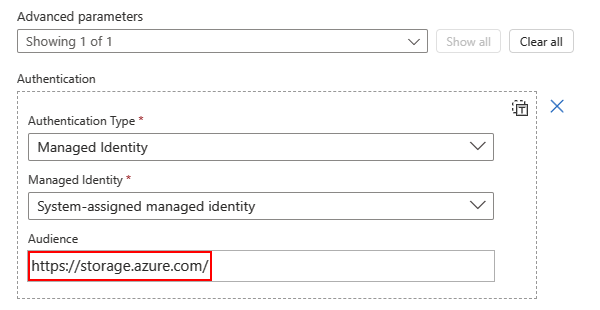 Advanced parameters
Showing 1 of 1
Show all
Clear all
Authentication
Authentication Type *
Managed Identity
Managed Identity *
System-assigned managed identity
Audience
https://storage.azure.com/